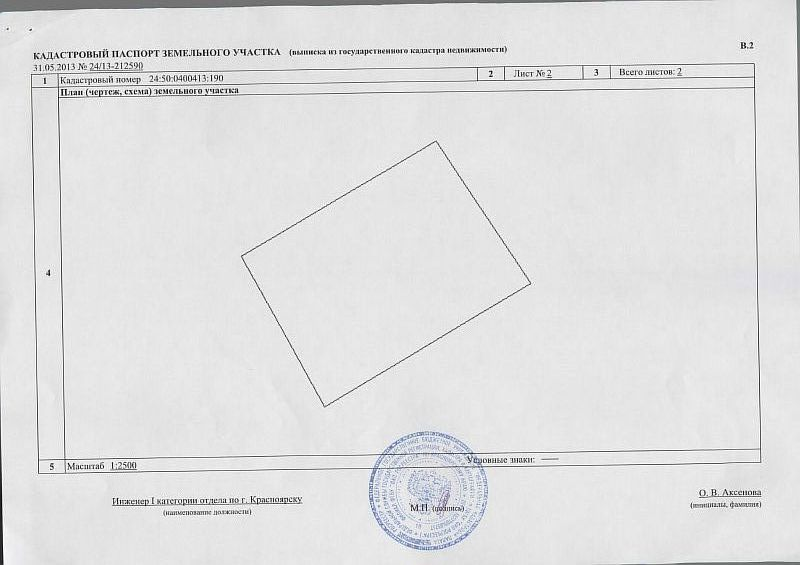 КАДАСТРОВЫЙ ПАСПОРТ ЗЕМЕЛЬНОГО УЧАСТКА (выписка из государственного кадастра недвижимости)
В.2
31.05.2013 № 24/13-212590
1 Кадастровый номер 24:50:0400413:190 2 Лист № 2 3 Всего листов: 2
План (чертеж, схема) земельного участка
4
5 Масштаб 1:2500 Условные знаки:
Инженер I категории отдела по г. Красноярску
(наименование должности)
М.П. (подпись)
О. В. Аксенова
(инициалы, фамилия)